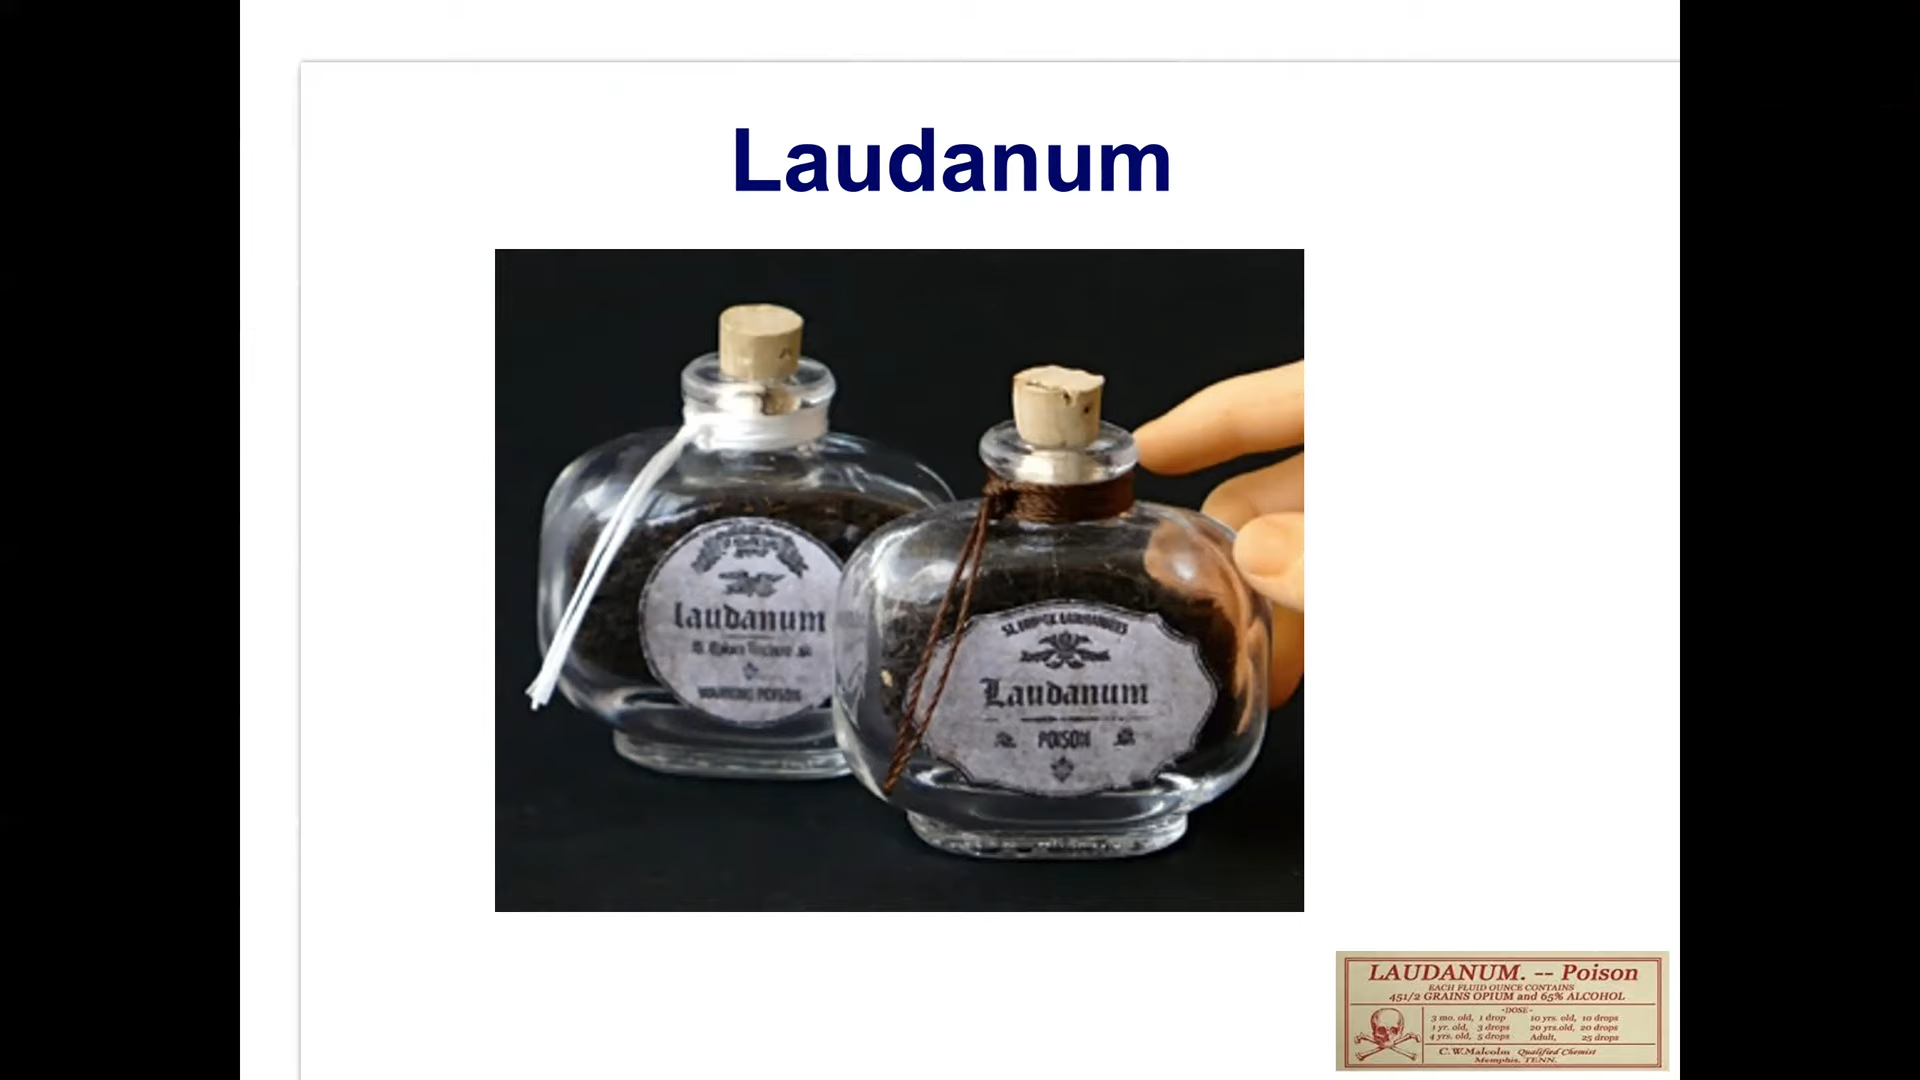 Laudanum
laudanum
WARNING POISON
Laudanum
POISON
LAUDANUM. -- Poison
EACH FLUID OUNCE CONTAINS
451/2 GRAINS OPIUM and 65% ALCOHOL
-DOSE-
3 mo. old, 1 drop 10 yrs. old, 10 drops
1 yr. old, 3 drops 20 yrs.old, 20 drops
4 yrs. old, 5 drops Adult, 25 drops
C.W.Malcolm Qualified Chemist
Memphis, TENN.